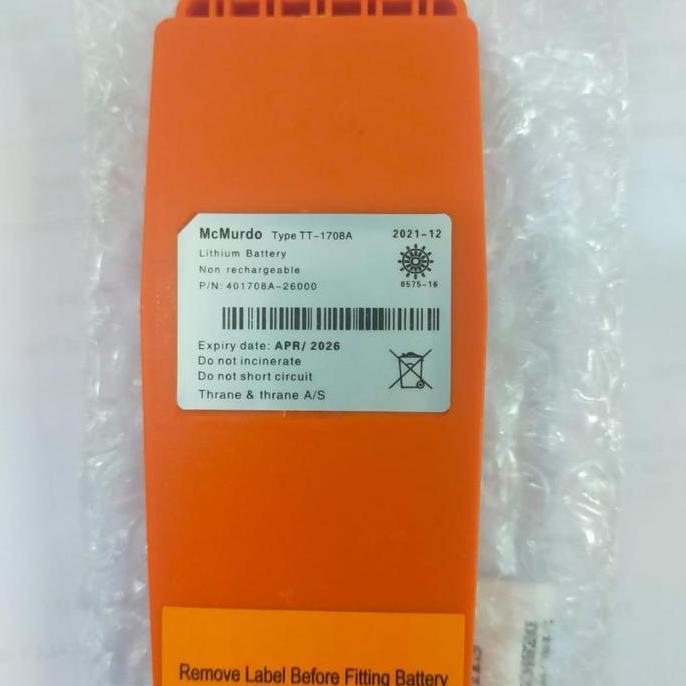 McMurdo Type TT-1708A 2021-12
Lithium Battery
Non rechargeable
P/N: 401708A-26000 0575-16
Expiry date: APR/ 2026
Do not incinerate
Do not short circuit
Thrane & thrane A/S
Remove Label Before Fitting Battery